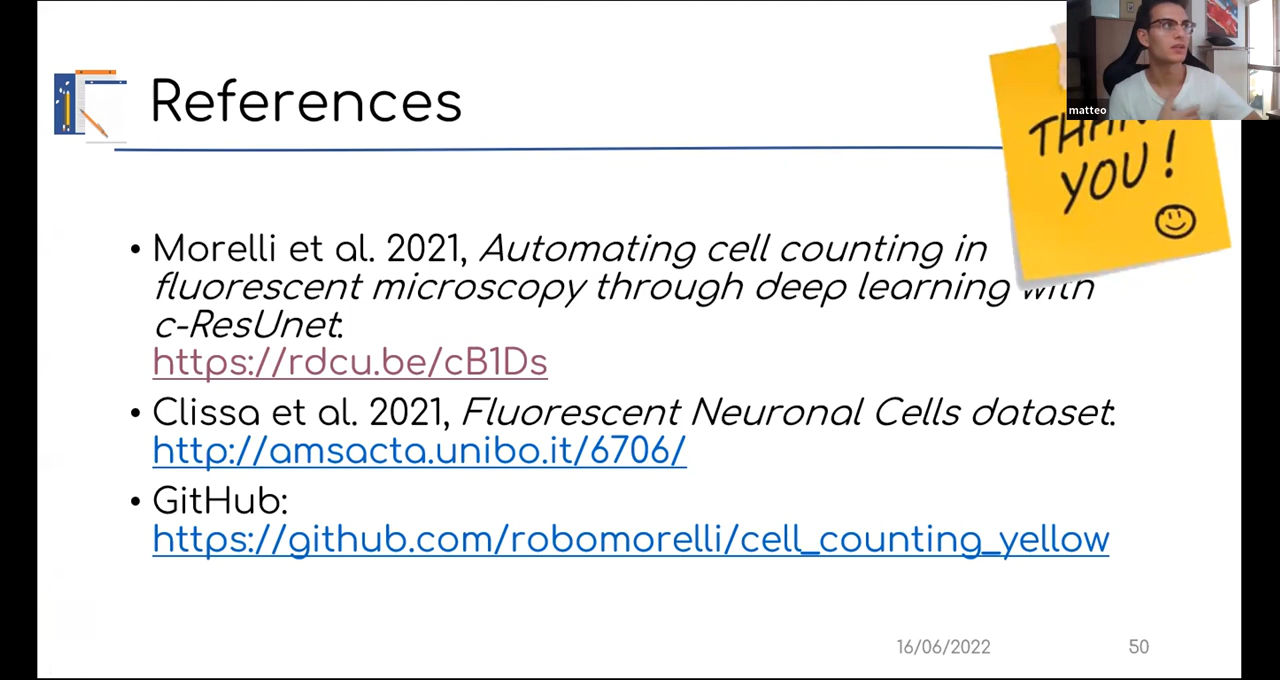 References
matteo
THANK
YOU!
• Morelli et al. 2021, Automating cell counting in
fluorescent microscopy through deep learning with
c-ResUnet:
https://rdcu.be/cB1Ds
• Clissa et al. 2021, Fluorescent Neuronal Cells dataset:
http://amsacta.unibo.it/6706/
• GitHub:
https://github.com/robomorelli/cell_counting_yellow
16/06/2022
50